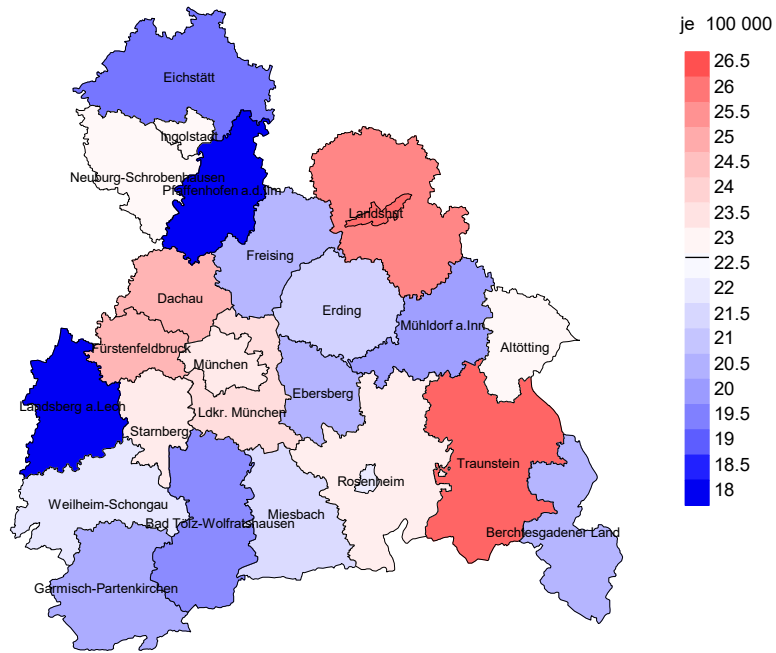 je 100 000
26.5
26
25.5
25
24.5
24
23.5
23
22.5
22
21.5
21
20.5
20
19.5
19
18.5
18
Eichstätt
Ingolstadt
Neuburg-Schrobenhausen
Pfaffenhofen a.d.Ilm
Landshut
Freising
Dachau
Erding
Mühldorf a.Inn
Altötting
Fürstenfeldbruck
München
Ebersberg
Landsberg a.Lech
Ldkr. München
Starnberg
Traunstein
Rosenheim
Weilheim-Schongau
Miesbach
Bad Tölz-Wolfratshausen
Berchtesgadener Land
Garmisch-Partenkirchen